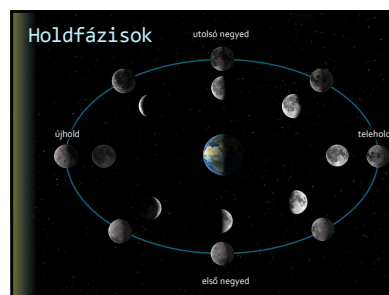 Holdfázisok
utolsó negyed
újhold
telehold
első negyed